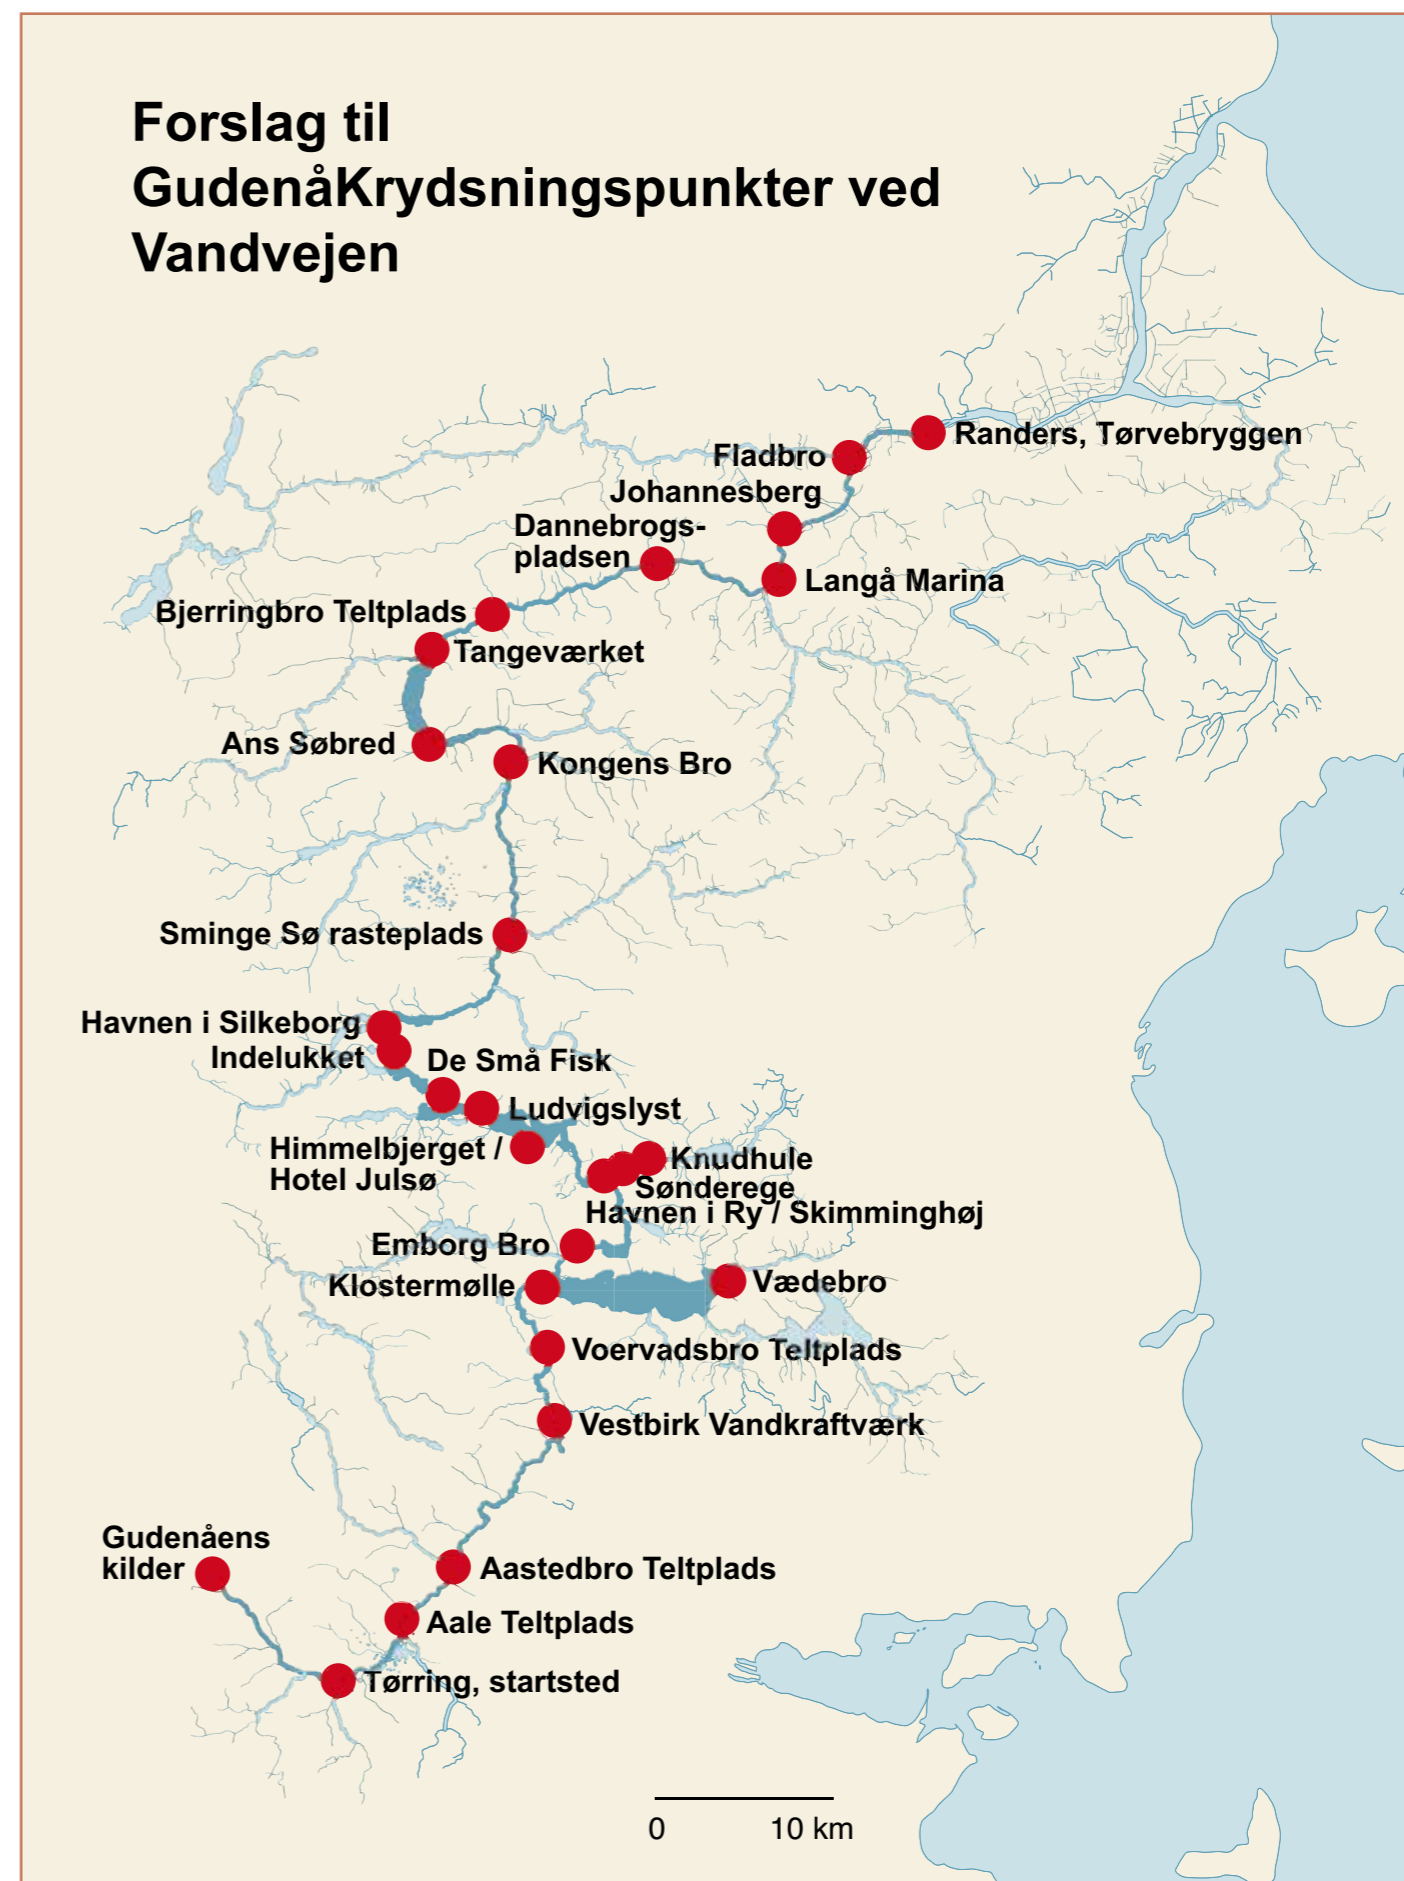 Forslag til
GudenåKrydsningspunkter ved
Vandvejen
Randers, Tørvebryggen
Fladbro
Johannesberg
Dannebrogs-
pladsen
Langå Marina
Bjerringbro Teltplads
Tangeværket
Ans Søbred
Kongens Bro
Sminge Sø rasteplads
Havnen i Silkeborg
Indelukket
De Små Fisk
Ludvigslyst
Himmelbjerget /
Hotel Julsø
Knudhule
Sønderege
Havnen i Ry / Skimminghøj
Emborg Bro
Klostermølle
Vædebro
Voervadsbro Teltplads
Vestbirk Vandkraftværk
Gudenåens
kilder
Aastedbro Teltplads
Aale Teltplads
Tørring, startsted
0 10 km